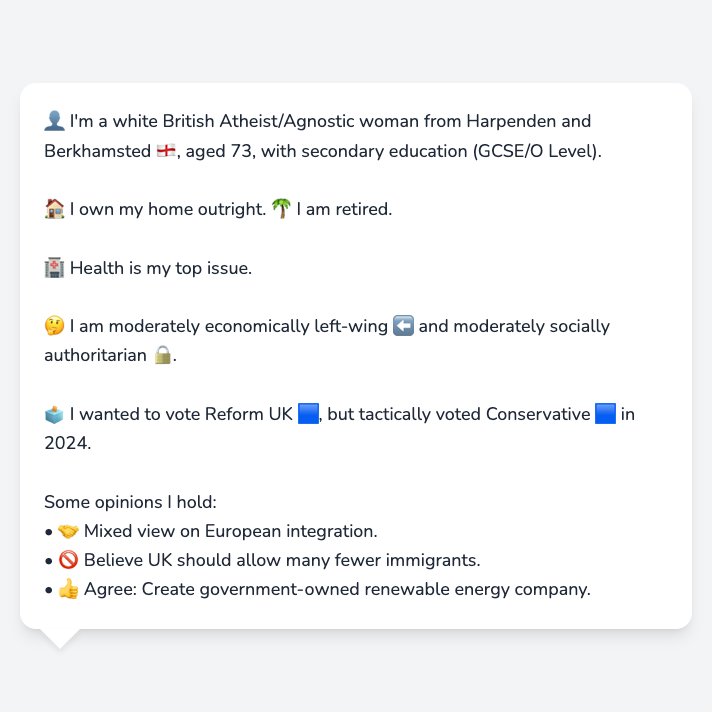 👤 I'm a white British Atheist/Agnostic woman from Harpenden and
Berkhamsted 🏴󠁧󠁢󠁥󠁮󠁧󠁿, aged 73, with secondary education (GCSE/O Level).
🏠 I own my home outright. 🌴 I am retired.
🏥 Health is my top issue.
🤔 I am moderately economically left-wing ⬅️ and moderately socially
authoritarian 🔒.
🗳️ I wanted to vote Reform UK 🟦, but tactically voted Conservative 🟦 in
2024.
Some opinions I hold:
• 🤝 Mixed view on European integration.
• 🚫 Believe UK should allow many fewer immigrants.
• 👍 Agree: Create government-owned renewable energy company.